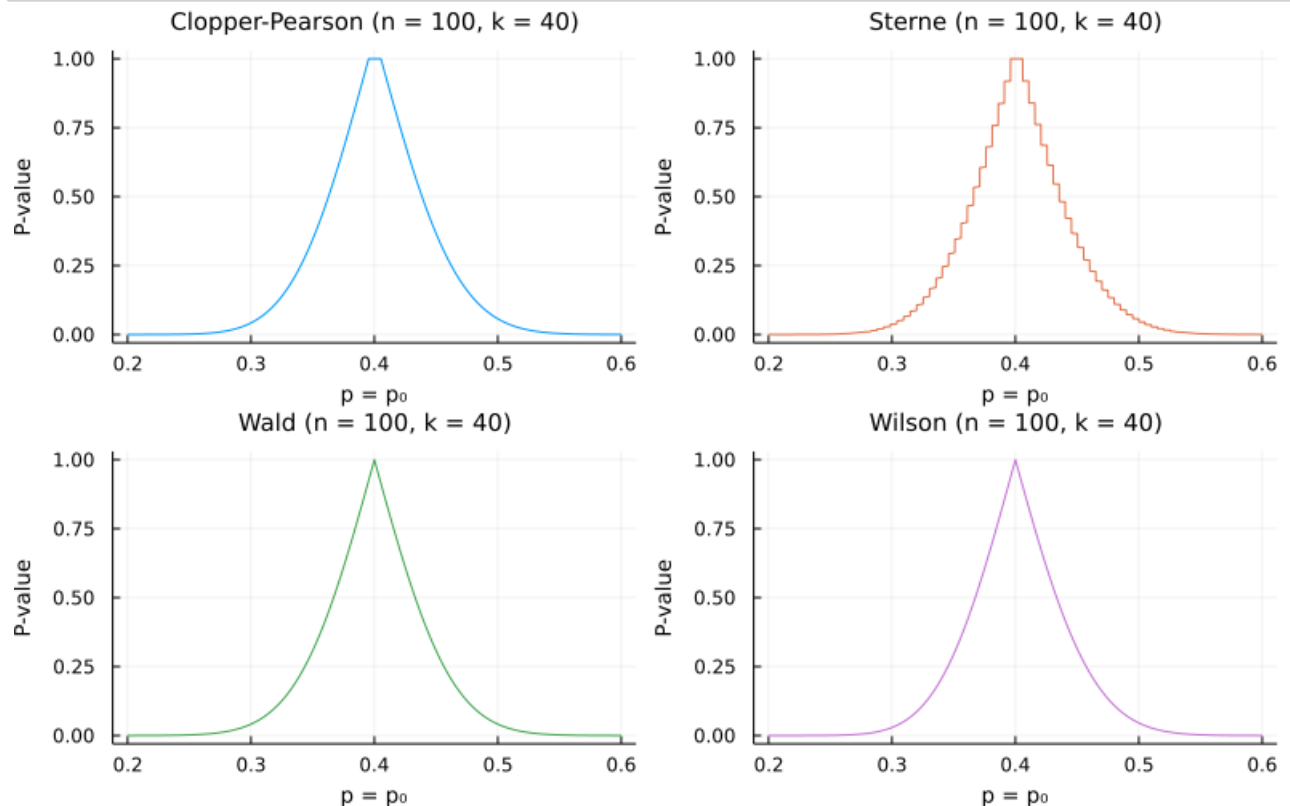 Clopper-Pearson (n = 100, k = 40)
P-value
1.00
0.75
0.50
0.25
0.00
0.2 0.3 0.4 0.5 0.6
p = p₀
Sterne (n = 100, k = 40)
P-value
1.00
0.75
0.50
0.25
0.00
0.2 0.3 0.4 0.5 0.6
p = p₀
Wald (n = 100, k = 40)
P-value
1.00
0.75
0.50
0.25
0.00
0.2 0.3 0.4 0.5 0.6
p = p₀
Wilson (n = 100, k = 40)
P-value
1.00
0.75
0.50
0.25
0.00
0.2 0.3 0.4 0.5 0.6
p = p₀